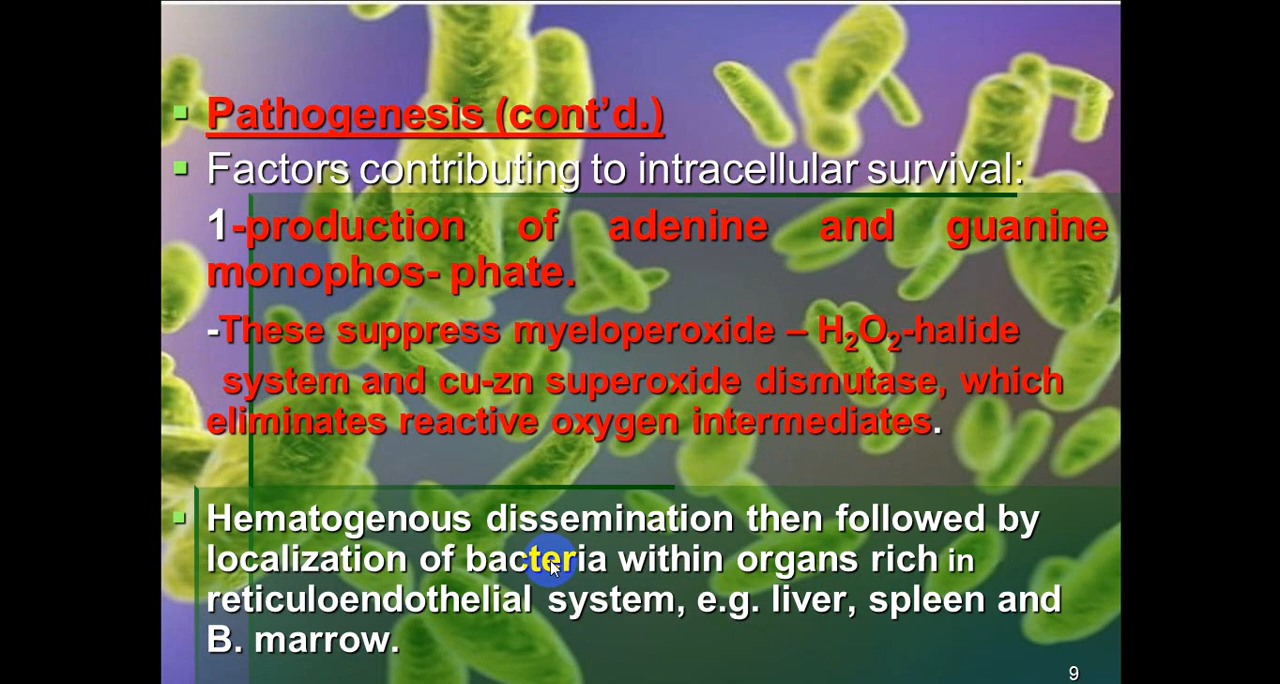 Pathogenesis (cont'd.)
Factors contributing to intracellular survival:
1-production of adenine and guanine
monophos- phate.
-These suppress myeloperoxide – H₂O₂-halide
system and cu-zn superoxide dismutase, which
eliminates reactive oxygen intermediates.
Hematogenous dissemination then followed by
localization of bacteria within organs rich in
reticuloendothelial system, e.g. liver, spleen and
B. marrow.
9